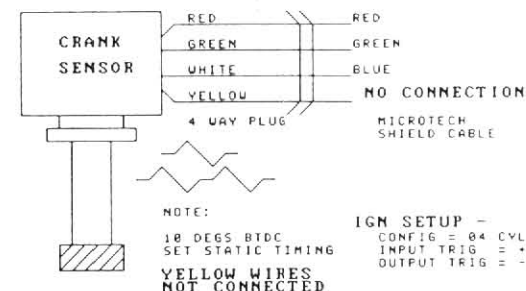 RED RED
CRANK SENSOR
GREEN GREEN
WHITE BLUE
YELLOW NO CONNECTION
4 WAY PLUG
MICROTECH
SHIELD CABLE
NOTE:
10 DEGS BTDC
SET STATIC TIMING
YELLOW WIRES
NOT CONNECTED
IGN SETUP -
CONFIG = 04 CYL
INPUT TRIG = +
OUTPUT TRIG = -